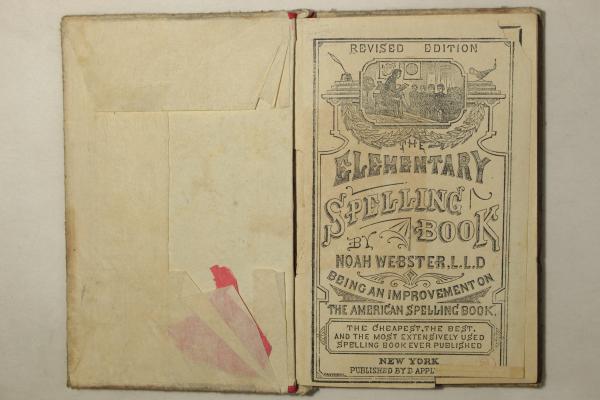 REVISED EDITION
THE
ELEMENTARY
SPELLING
BY BOOK
NOAH WEBSTER, L.L.D
BEING AN IMPROVEMENT ON
THE AMERICAN SPELLING BOOK.
THE CHEAPEST, THE BEST,
AND THE MOST EXTENSIVELY USED
SPELLING BOOK EVER PUBLISHED
NEW YORK
PUBLISHED BY D. APPL